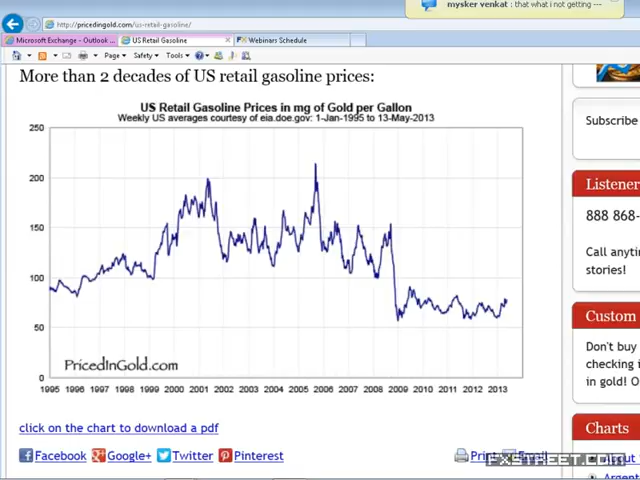 mysker venkat : that what i not getting ---
http://pricedingold.com/us-retail-gasoline/
Microsoft Exchange - Outlook ...
US Retail Gasoline
Webinars Schedule
Page
Safety
Tools
More than 2 decades of US retail gasoline prices:
US Retail Gasoline Prices in mg of Gold per Gallon
Weekly US averages courtesy of eia.doe.gov: 1-Jan-1995 to 13-May-2013
250
200
150
100
50
0
PricedInGold.com
1995 1996 1997 1998 1999 2000 2001 2002 2003 2004 2005 2006 2007 2008 2009 2010 2011 2012 2013
click on the chart to download a pdf
Facebook Google+ Twitter Pinterest
Print Email
FXSTREET.COM
Subscribe
Listener
888 868-
Call anyti
stories!
Custom
Don't buy
checking i
in gold! O
Charts
About
Argent